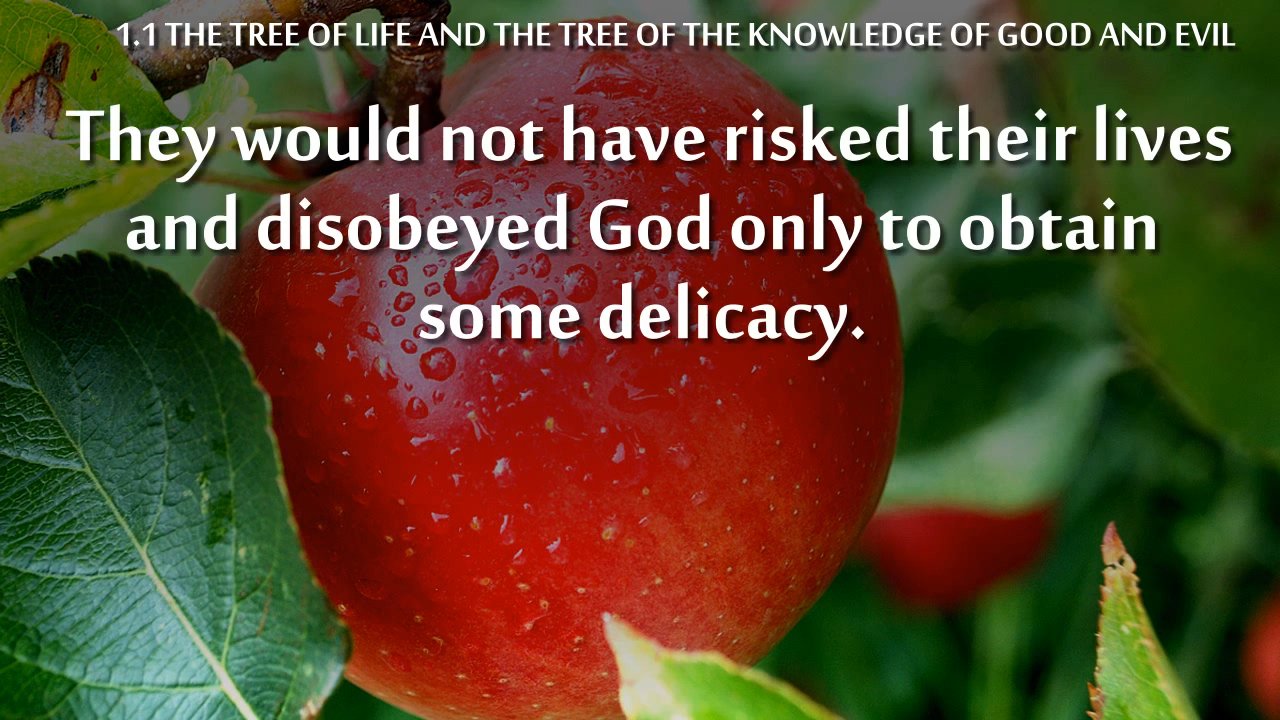 1.1 THE TREE OF LIFE AND THE TREE OF THE KNOWLEDGE OF GOOD AND EVIL
They would not have risked their lives
and disobeyed God only to obtain
some delicacy.